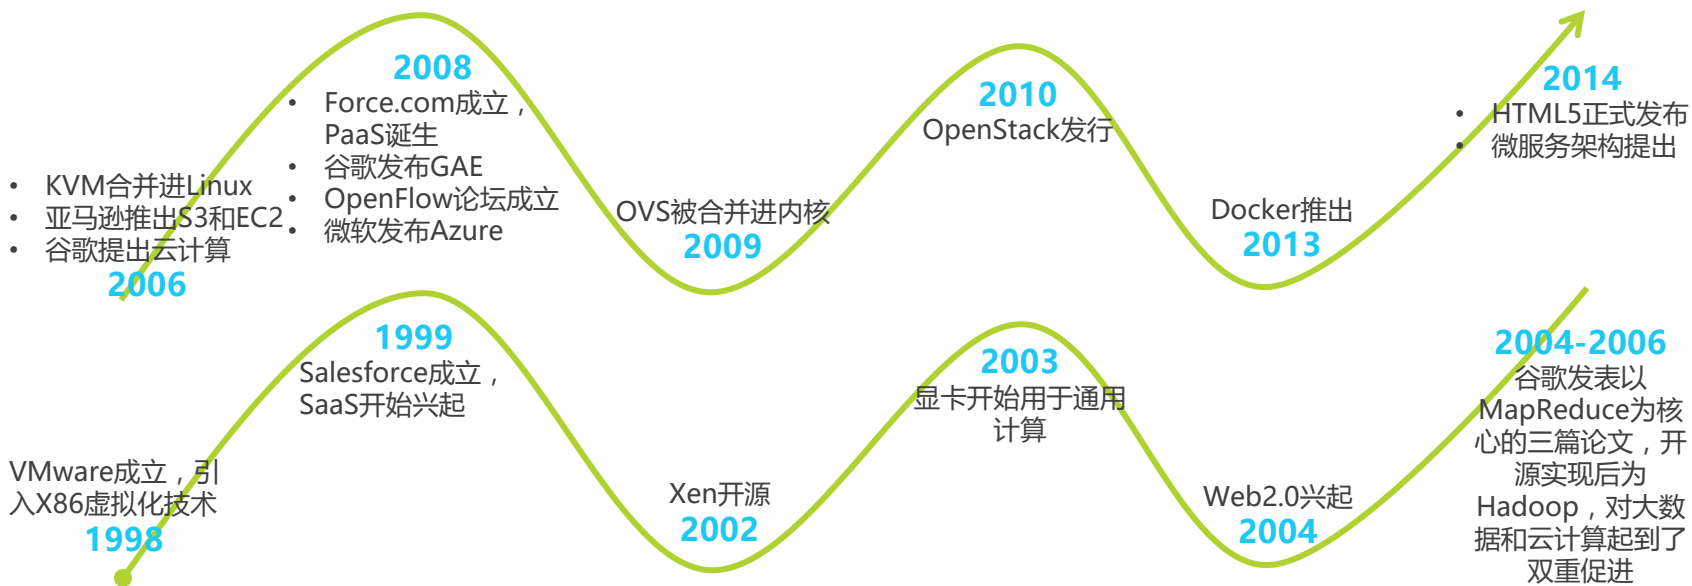 2008
• Force.com成立，
PaaS诞生
• 谷歌发布GAE
• OpenFlow论坛成立
• 微软发布Azure
2010
OpenStack发行
2014
• HTML5正式发布
• 微服务架构提出
• KVM合并进Linux
• 亚马逊推出S3和EC2
• 谷歌提出云计算
2006
OVS被合并进内核
2009
Docker推出
2013
1999
Salesforce成立，
SaaS开始兴起
2003
显卡开始用于通用
计算
2004-2006
谷歌发表以
MapReduce为核
心的三篇论文，开
源实现后为
Hadoop，对大数
据和云计算起到了
双重促进
VMware成立，引
入X86虚拟化技术
1998
Xen开源
2002
Web2.0兴起
2004